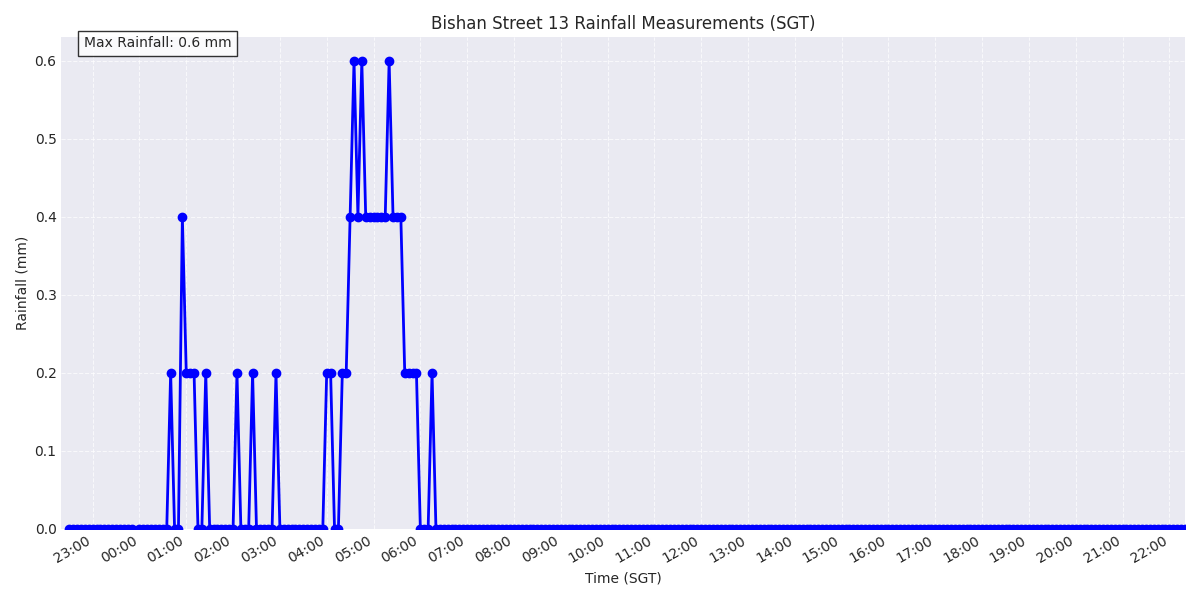 Bishan Street 13 Rainfall Measurements (SGT)
Max Rainfall: 0.6 mm
0.6
0.5
0.4
0.3
0.2
0.1
0.0
Rainfall (mm)
23:00 00:00 01:00 02:00 03:00 04:00 05:00 06:00 07:00 08:00 09:00 10:00 11:00 12:00 13:00 14:00 15:00 16:00 17:00 18:00 19:00 20:00 21:00 22:00
Time (SGT)